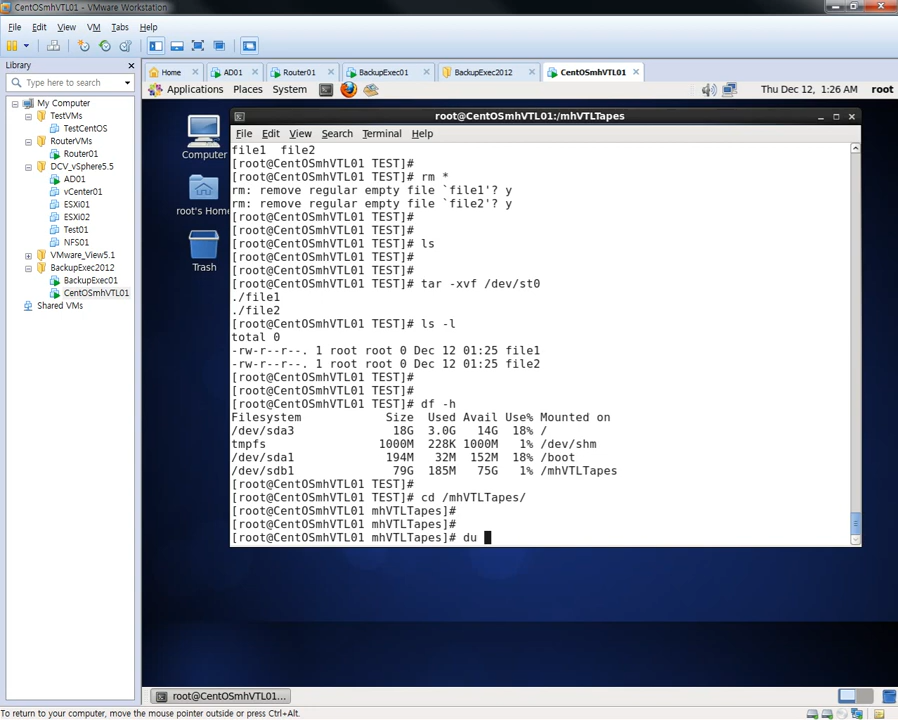 CentOSmhVTL01 - VMware Workstation
File Edit View VM Tabs Help
Library
Type here to search
My Computer
TestVMs
TestCentOS
RouterVMs
Router01
DCV_vSphere5.5
AD01
vCenter01
ESXi01
ESXi02
Test01
NFS01
VMware_View5.1
BackupExec2012
BackupExec01
CentOSmhVTL01
Shared VMs
Home AD01 Router01 BackupExec01 BackupExec2012 CentOSmhVTL01
Applications Places System Thu Dec 12, 1:26 AM root
Computer
root's Home
Trash
root@CentOSmhVTL01:/mhVTLTapes
File Edit View Search Terminal Help
file1 file2
[root@CentOSmhVTL01 TEST]#
[root@CentOSmhVTL01 TEST]# rm *
rm: remove regular empty file `file1'? y
rm: remove regular empty file `file2'? y
[root@CentOSmhVTL01 TEST]#
[root@CentOSmhVTL01 TEST]#
[root@CentOSmhVTL01 TEST]# ls
[root@CentOSmhVTL01 TEST]#
[root@CentOSmhVTL01 TEST]#
[root@CentOSmhVTL01 TEST]# tar -xvf /dev/st0
./file1
./file2
[root@CentOSmhVTL01 TEST]# ls -l
total 0
-rw-r--r--. 1 root root 0 Dec 12 01:25 file1
-rw-r--r--. 1 root root 0 Dec 12 01:25 file2
[root@CentOSmhVTL01 TEST]#
[root@CentOSmhVTL01 TEST]#
[root@CentOSmhVTL01 TEST]# df -h
Filesystem Size Used Avail Use% Mounted on
/dev/sda3 18G 3.0G 14G 18% /
tmpfs 1000M 228K 1000M 1% /dev/shm
/dev/sda1 194M 32M 152M 18% /boot
/dev/sdb1 79G 185M 75G 1% /mhVTLTapes
[root@CentOSmhVTL01 TEST]#
[root@CentOSmhVTL01 TEST]# cd /mhVTLTapes/
[root@CentOSmhVTL01 mhVTLTapes]#
[root@CentOSmhVTL01 mhVTLTapes]#
[root@CentOSmhVTL01 mhVTLTapes]# du
root@CentOSmhVTL01...
To return to your computer, move the mouse pointer outside or press Ctrl+Alt.